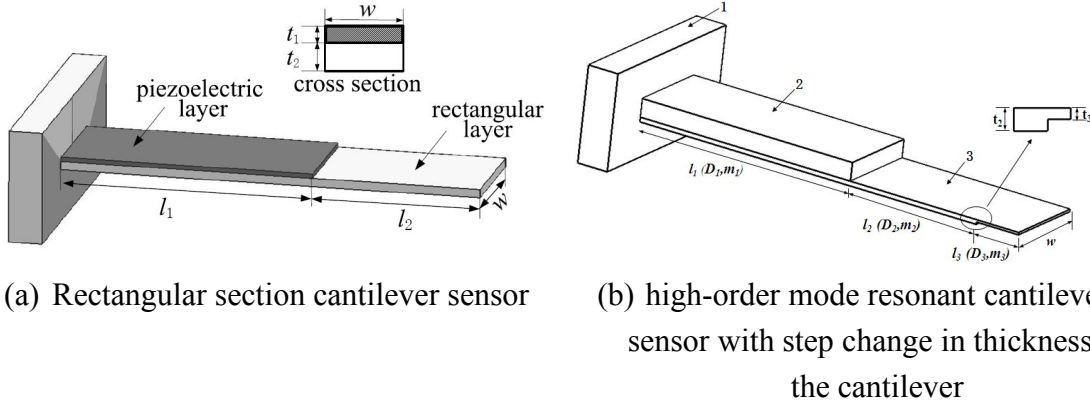 w
t1
t2
cross section
piezoelectric
layer
rectangular
layer
l1
l2
w
(a) Rectangular section cantilever sensor
1
2
3
t2
t3
l1 (D1,m1)
l2 (D2,m2)
l3 (D3,m3)
w
(b) high-order mode resonant cantileve
sensor with step change in thickness
the cantilever